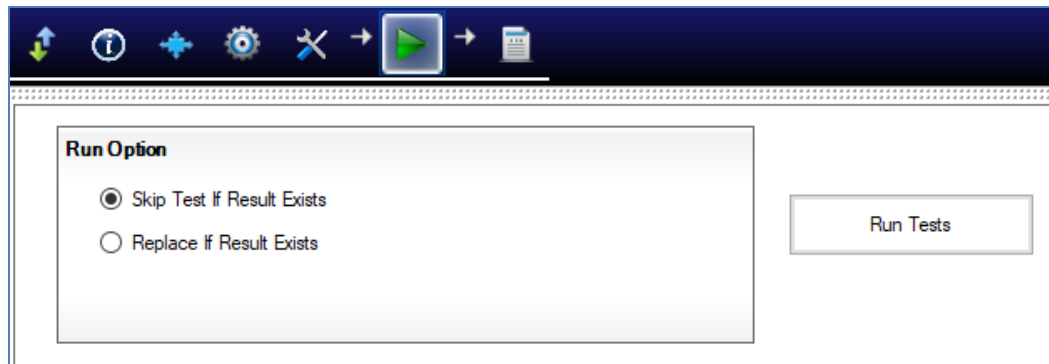 Run Option
Skip Test If Result Exists
Replace If Result Exists
Run Tests